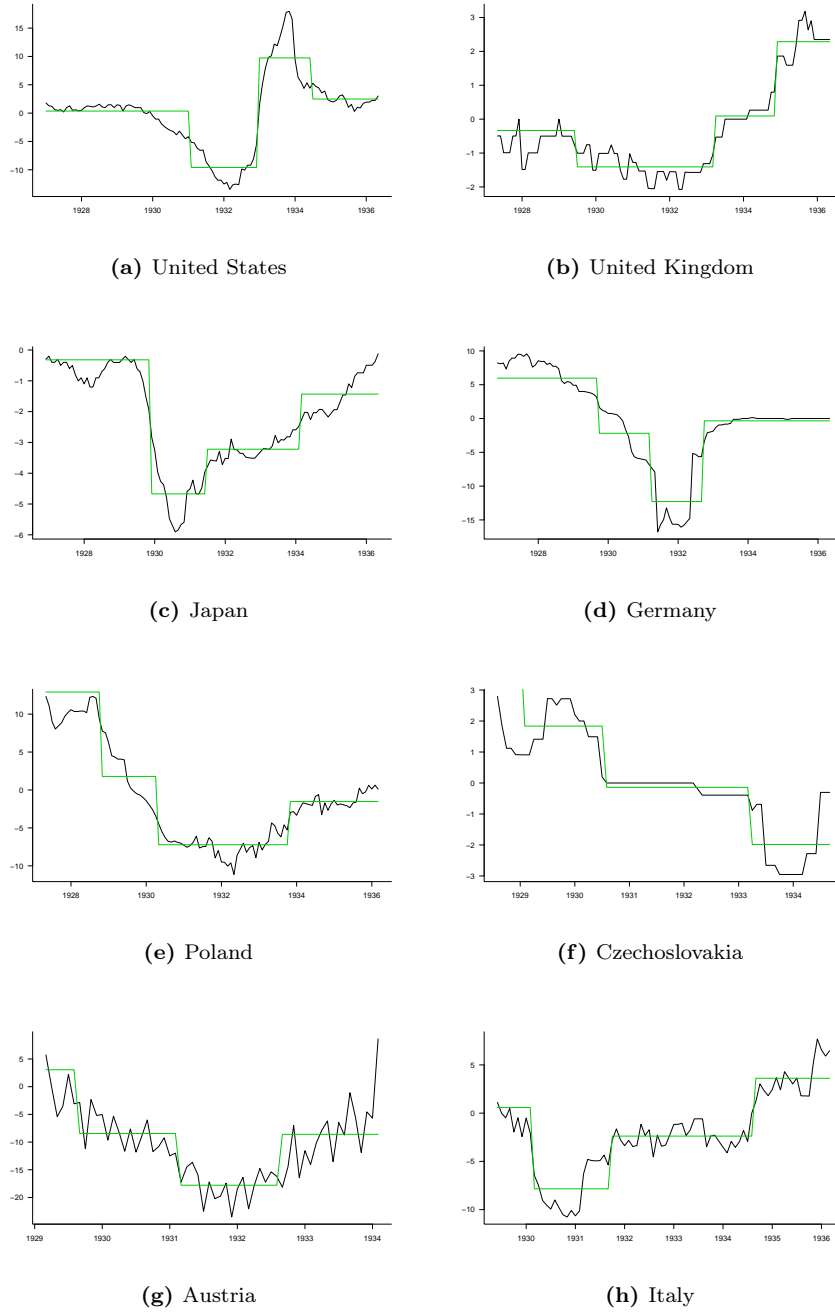 15
10
5
0
−5
−10
1928 1930 1932 1934 1936
(a) United States
3
2
1
0
−1
−2
1928 1930 1932 1934 1936
(b) United Kingdom
0
−1
−2
−3
−4
−5
−6
1928 1930 1932 1934 1936
(c) Japan
10
5
0
−5
−10
−15
1928 1930 1932 1934 1936
(d) Germany
10
5
0
−5
−10
1928 1930 1932 1934 1936
(e) Poland
3
2
1
0
−1
−2
−3
1929 1930 1931 1932 1933 1934
(f) Czechoslovakia
5
0
−5
−10
−15
−20
1929 1930 1931 1932 1933 1934
(g) Austria
5
0
−5
−10
1930 1931 1932 1933 1934 1935 1936
(h) Italy